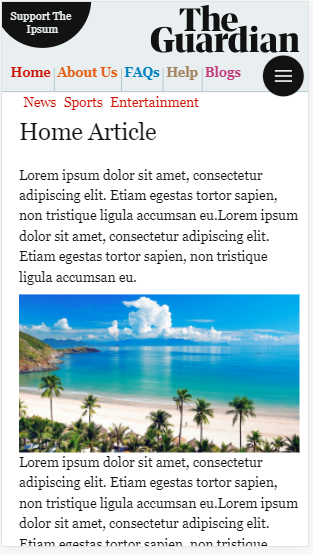 Support The
Ipsum
The
Guardian
Home About Us FAQs Help Blogs
News Sports Entertainment
Home Article
Lorem ipsum dolor sit amet, consectetur
adipiscing elit. Etiam egestas tortor sapien,
non tristique ligula accumsan eu.Lorem ipsum
dolor sit amet, consectetur adipiscing elit.
Etiam egestas tortor sapien, non tristique
ligula accumsan eu.
Lorem ipsum dolor sit amet, consectetur
adipiscing elit. Etiam egestas tortor sapien,
non tristique ligula accumsan eu.Lorem ipsum
dolor sit amet, consectetur adipiscing elit.
Etiam egestas tortor sapien, non tristique